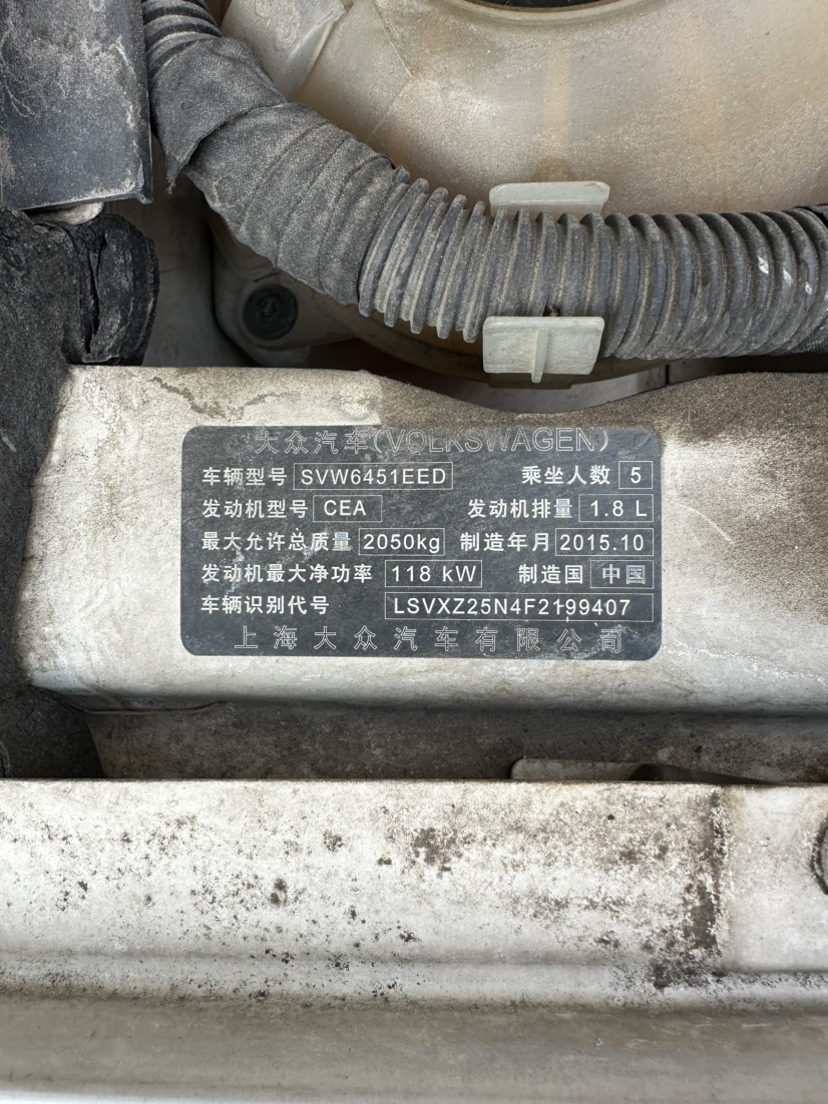 大众汽车(VOLKSWAGEN)
车辆型号 SVW6451EED 乘坐人数 5
发动机型号 CEA 发动机排量 1.8 L
最大允许总质量 2050kg 制造年月 2015.10
发动机最大净功率 118 kW 制造国 中国
车辆识别代号 LSVXZ25N4F2199407
上海大众汽车有限公司